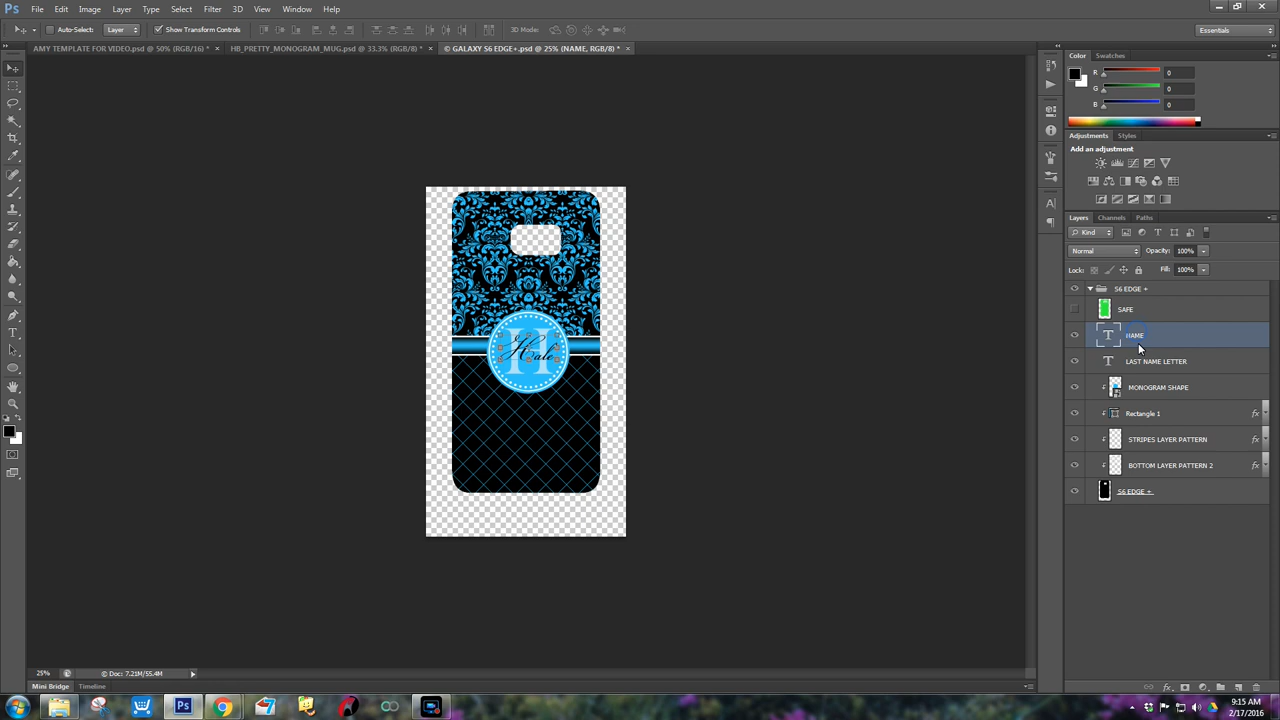 Ps File Edit Image Layer Type Select Filter 3D View Window Help
Auto-Select: Layer Show Transform Controls 3D Mode: Essentials
AMY TEMPLATE FOR VIDEO.psd @ 50% (RGB/16) * × HB_PRETTY_MONOGRAM_MUG.psd @ 33.3% (RGB/8) * × © GALAXY S6 EDGE+.psd @ 25% (NAME, RGB/8) * ×
Color Swatches
R 0
G 0
B 0
Adjustments Styles
Add an adjustment
Layers Channels Paths
Kind
Normal Opacity: 100%
Lock: Fill: 100%
S6 EDGE +
SAFE
NAME
LAST NAME LETTER
MONOGRAM SHAPE
Rectangle 1 fx
STRIPES LAYER PATTERN fx
BOTTOM LAYER PATTERN 2 fx
S6 EDGE +
H
Hale
25% © Doc: 7.21M/55.4M
Mini Bridge Timeline
9:15 AM
2/17/2016